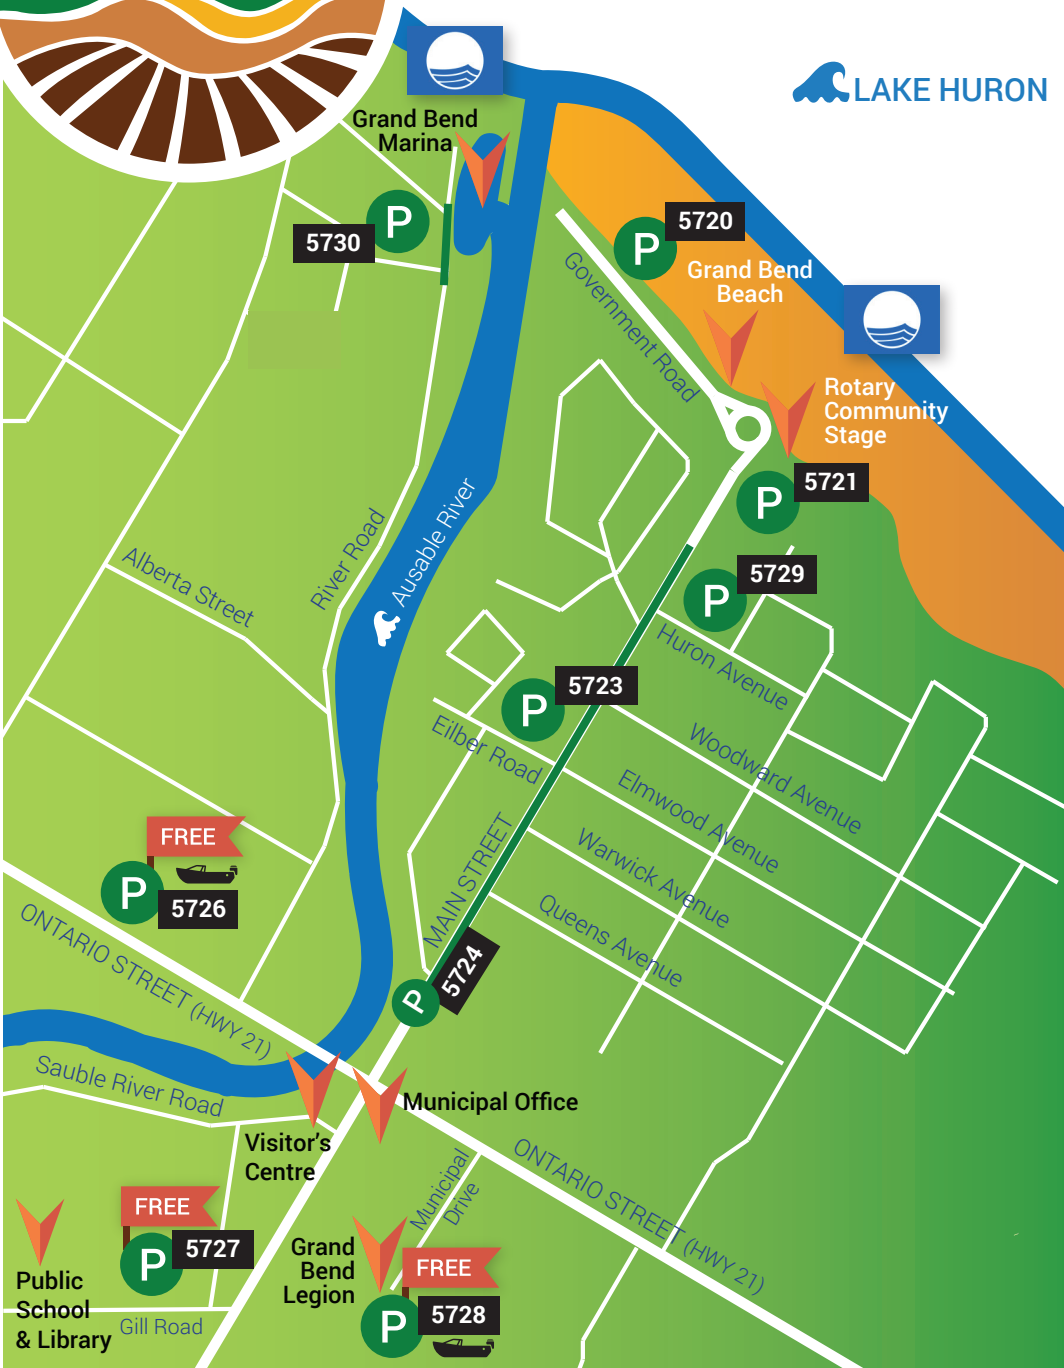 LAKE HURON
Grand Bend
Marina
P
5730
P
5720
Grand Bend
Beach
Government Road
Rotary
Community
Stage
P
5721
P
5729
Ausable River
River Road
Alberta Street
Huron Avenue
P
5723
Eilber Road
Woodward Avenue
Elmwood Avenue
Warwick Avenue
Queens Avenue
MAIN STREET
P
5724
FREE
P
5726
ONTARIO STREET (HWY 21)
Sauble River Road
Visitor's
Centre
Municipal Office
ONTARIO STREET (HWY 21)
Municipal
Drive
FREE
P
5727
Public
School
& Library
Gill Road
Grand
Bend
Legion
FREE
P
5728